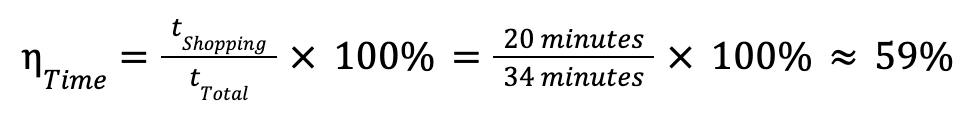 η_Time = t_Shopping / t_Total × 100% = 20 minutes / 34 minutes × 100% ≈ 59%